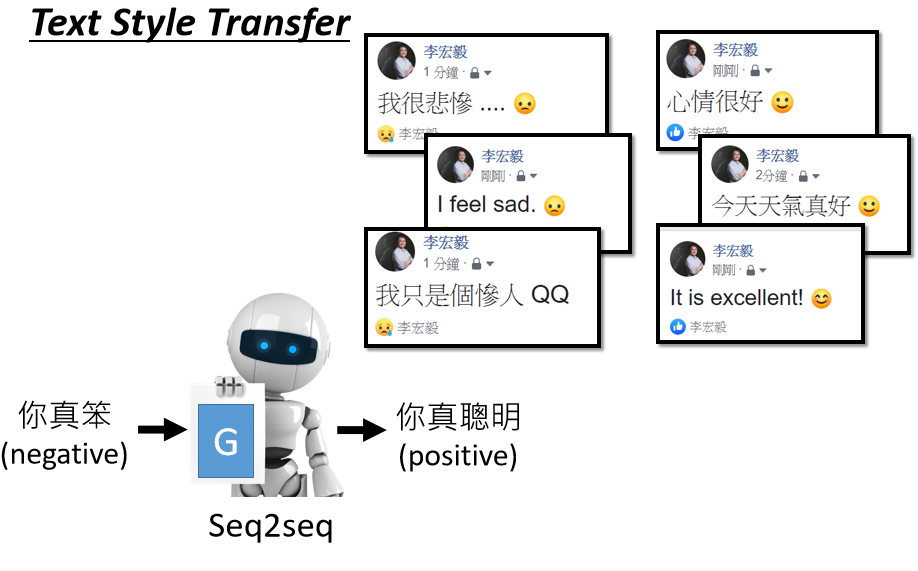 Text Style Transfer
李宏毅
1 分鐘 ·
我很悲慘 ....
李宏毅
李宏毅
剛剛 ·
I feel sad.
李宏毅
1 分鐘 ·
我只是個慘人 QQ
李宏毅
李宏毅
剛剛 ·
心情很好
李宏毅
李宏毅
2分鐘 ·
今天天氣真好
李宏毅
剛剛 ·
It is excellent!
李宏毅
你真笨
(negative)
G
你真聰明
(positive)
Seq2seq